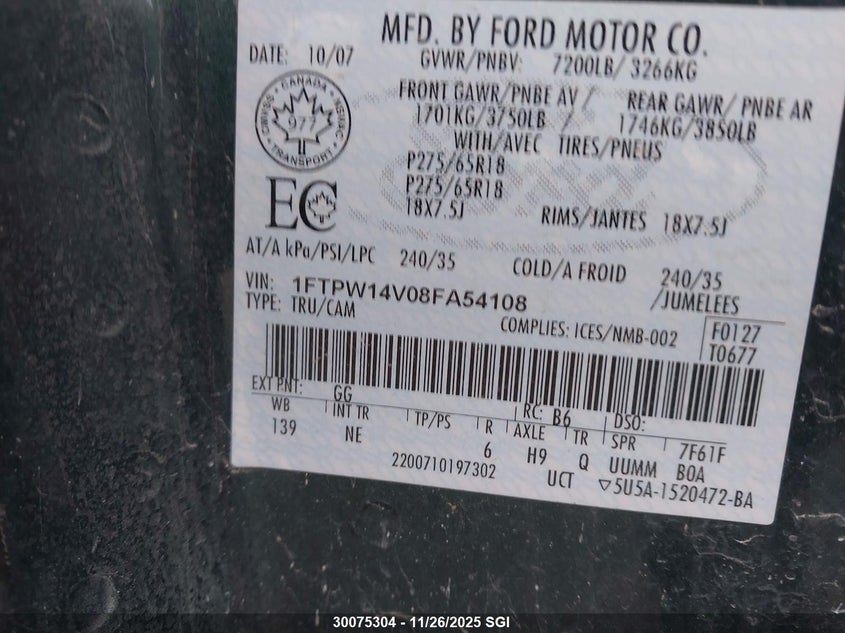 MFD. BY FORD MOTOR CO.
DATE: 10/07 GVWR/PNBV: 7200LB/ 3266KG
FRONT GAWR/PNBE AV / REAR GAWR/ PNBE AR
1701KG/3750LB / 1746KG/3850LB
WITH/AVEC TIRES/PNEUS
P275/65R18
P275/65R18
18X7.5J RIMS/JANTES 18X7.5J
CANADA
977
TRANSPORT
EC
AT/A kPa/PSI/LPC 240/35 COLD/A FROID 240/35
VIN: 1FTPW14V08FA54108 /JUMELEES
TYPE: TRU/CAM
COMPLIES: ICES/NMB-002 F0127
T0677
EXT PNT: GG RC: B6 DSO:
WB INT TR TP/PS R AXLE TR SPR 7F61F
139 NE 6 H9 Q UUMM BOA
2200710197302 UCT ▽5U5A-1520472-BA
30075304 - 11/26/2025 SGI